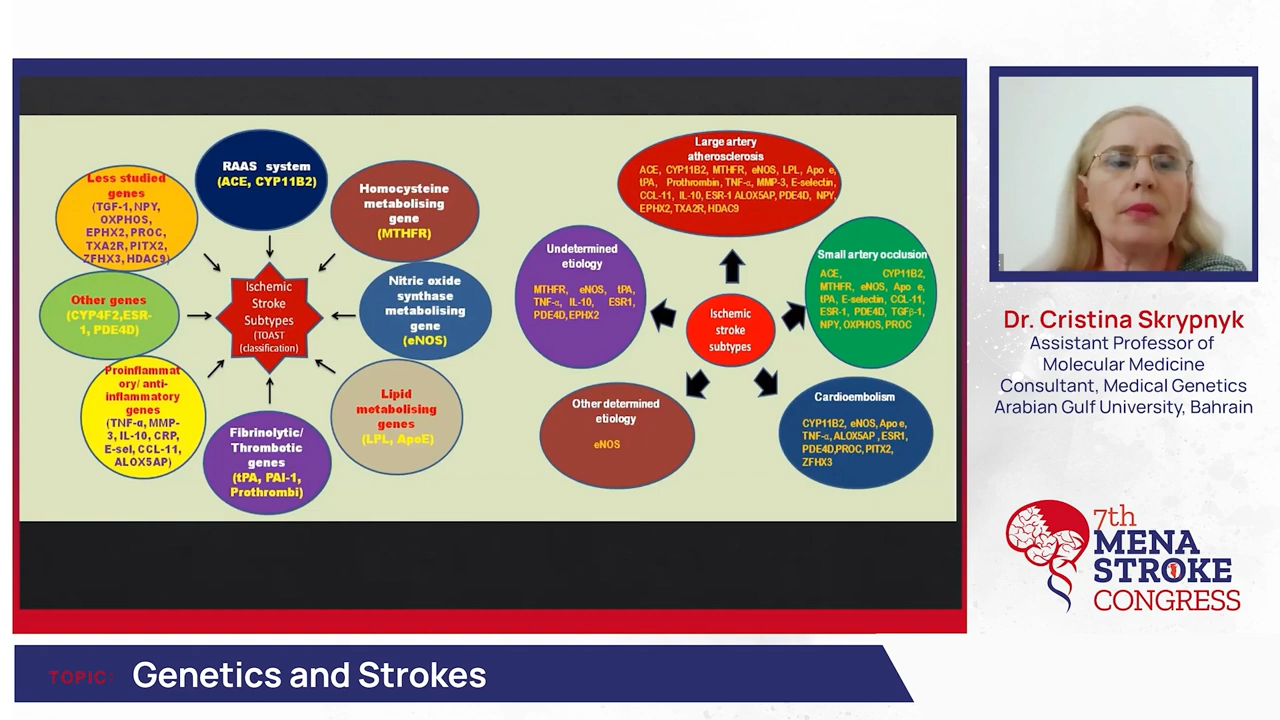 RAAS system
(ACE, CYP11B2)
Less studied
genes
(TGF-1, NPY,
OXPHOS,
EPHX2, PROC,
TXA2R, PITX2,
ZFHX3, HDAC9)
Homocysteine
metabolising
gene
(MTHFR)
Other genes
(CYP4F2,ESR-
1, PDE4D)
Ischemic
Stroke
Subtypes
(TOAST
(classification)
Nitric oxide
synthase
metabolising
gene
(eNOS)
Proinflammat
ory/ anti-
inflammatory
genes
(TNF-α, MMP-
3, IL-10, CRP,
E-sel, CCL-11,
ALOX5AP)
Fibrinolytic/
Thrombotic
genes
(tPA, PAI-1,
Prothrombi)
Lipid
metabolising
genes
(LPL, ApoE)
Large artery
atherosclerosis
ACE, CYP11B2, MTHFR, eNOS, LPL, Apo e,
tPA, Prothrombin, TNF-α, MMP-3, E-selectin,
CCL-11, IL-10, ESR-1 ALOX5AP, PDE4D, NPY,
EPHX2, TXA2R, HDAC9
Undetermined
etiology
MTHFR, eNOS, tPA,
TNF-α, IL-10, ESR1,
PDE4D, EPHX2
Ischemic
stroke
subtypes
Small artery occlusion
ACE, CYP11B2,
MTHFR, eNOS, Apo e,
tPA, E-selectin, CCL-11,
ESR-1, PDE4D, TGFβ-1,
NPY, OXPHOS, PROC
Other determined
etiology
eNOS
Cardioembolism
CYP11B2, eNOS, Apo e,
TNF-α, ALOX5AP , ESR1,
PDE4D,PROC, PITX2,
ZFHX3
Dr. Cristina Skrypnyk
Assistant Professor of
Molecular Medicine
Consultant, Medical Genetics
Arabian Gulf University, Bahrain
7th
MENA
STROKE
CONGRESS
TOPIC: Genetics and Strokes